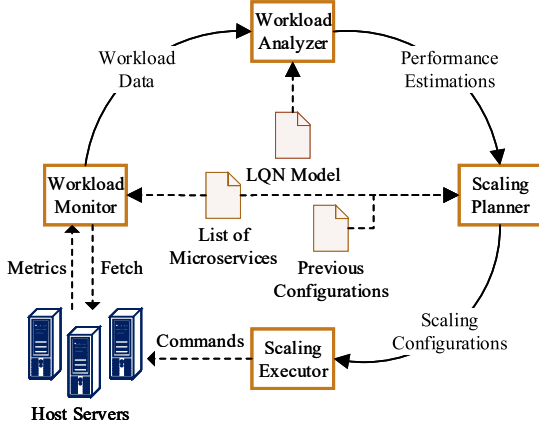 Workload
Analyzer
Workload
Data
Performance
Estimations
LQN Model
Workload
Monitor
Scaling
Planner
List of
Microservices
Previous
Configurations
Metrics
Fetch
Scaling
Configurations
Commands
Scaling
Executor
Host Servers